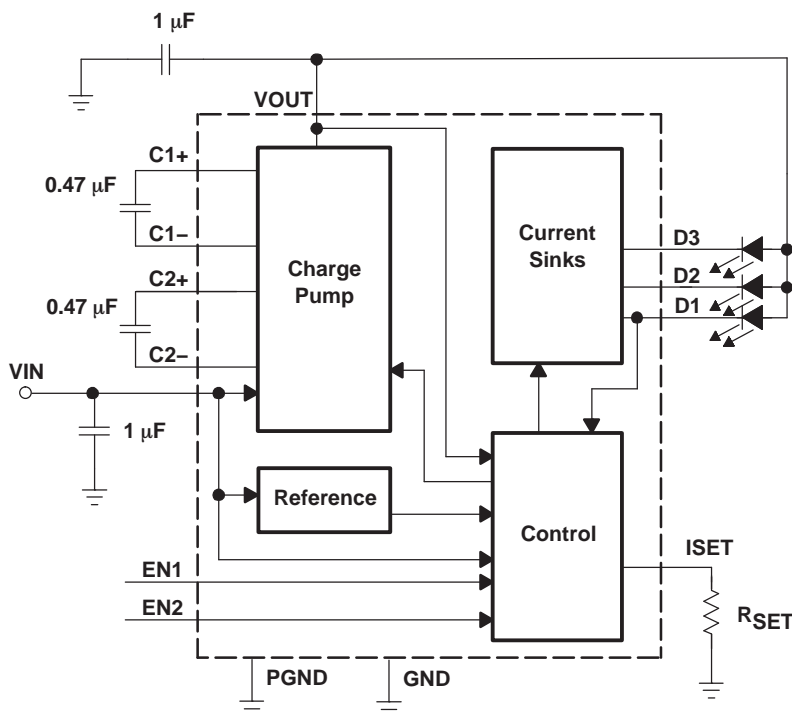 1 μF
VOUT
C1+
0.47 μF
C1–
C2+
0.47 μF
C2–
Charge
Pump
Current
Sinks
D3
D2
D1
VIN
1 μF
Reference
Control
ISET
EN1
EN2
RSET
PGND
GND